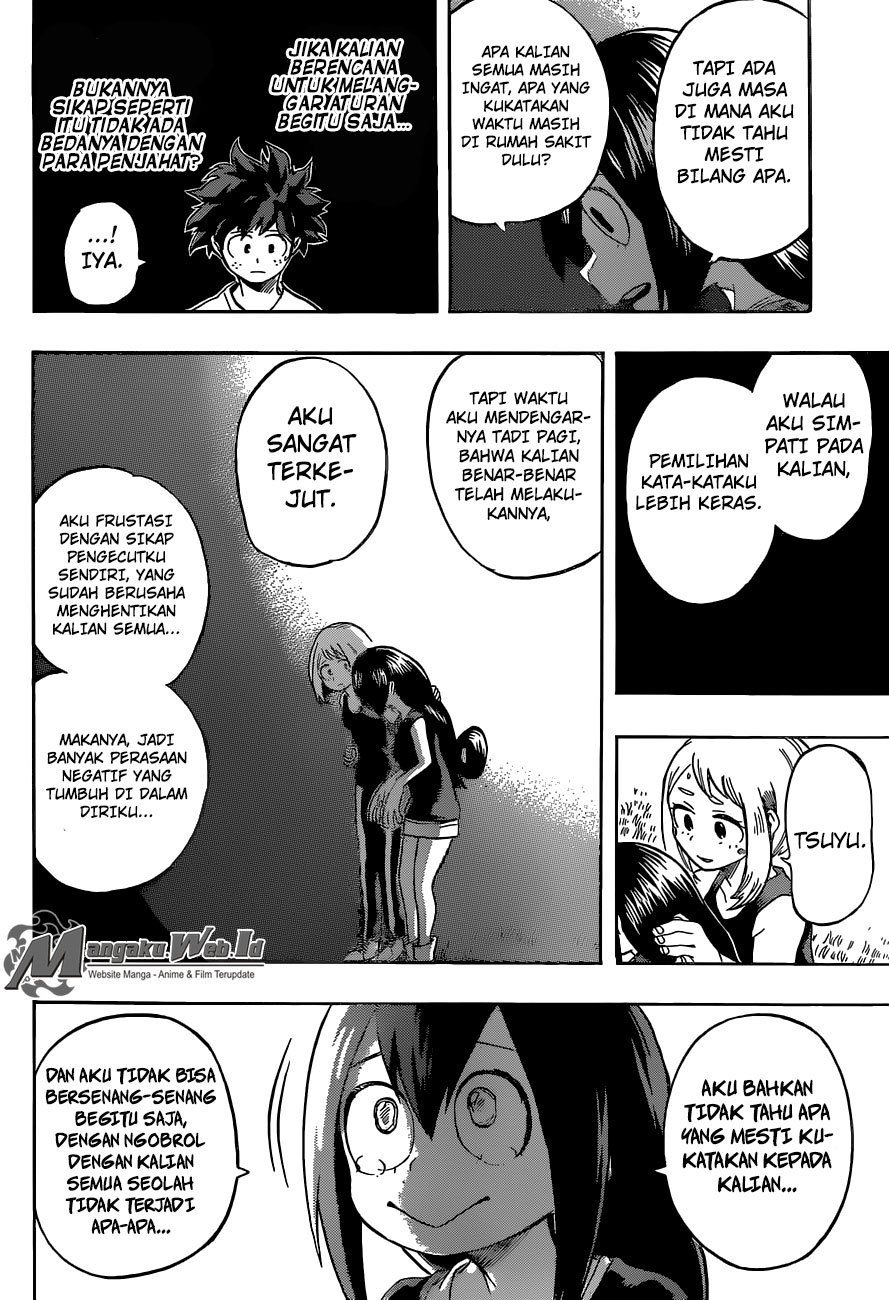 TAPI ADA
JUGA MASA
DI MANA AKU
TIDAK TAHU
MESTI
BILANG APA.
APA KALIAN
SEMUA MASIH
INGAT, APA YANG
KUKATAKAN
WAKTU MASIH
DI RUMAH SAKIT
DULU?
JIKA KALIAN
BERENCANA
UNTUK MELANG-
GAR ATURAN
BEGITU SAJA...
BUKANNYA
SIKAP SEPERTI
ITU TIDAK ADA
BEDANYA DENGAN
PARA PENJAHAT?
...!
IYA.
WALAU
AKU SIM-
PATI PADA
KALIAN,
PEMILIHAN
KATA-KATAKU
LEBIH KERAS.
TAPI WAKTU
AKU MENDENGAR-
NYA TADI PAGI,
BAHWA KALIAN
BENAR-BENAR
TELAH MELAKU-
KANNYA,
AKU
SANGAT
TERKE-
JUT.
AKU FRUSTASI
DENGAN SIKAP
PENGECUTKU
SENDIRI, YANG
SUDAH BERUSAHA
MENGHENTIKAN
KALIAN SEMUA...
MAKANYA, JADI
BANYAK PERASAAN
NEGATIF YANG
TUMBUH DI DALAM
DIRIKU...
TSUYU.
Mangaku.Web.Id
Website Manga - Anime & Film Terupdate
AKU BAHKAN
TIDAK TAHU APA
YANG MESTI KU-
KATAKAN KEPADA
KALIAN...
DAN AKU TIDAK BISA
BERSENANG-SENANG
BEGITU SAJA,
DENGAN NGOBROL
DENGAN KALIAN
SEMUA SEOLAH
TIDAK TERJADI
APA-APA...